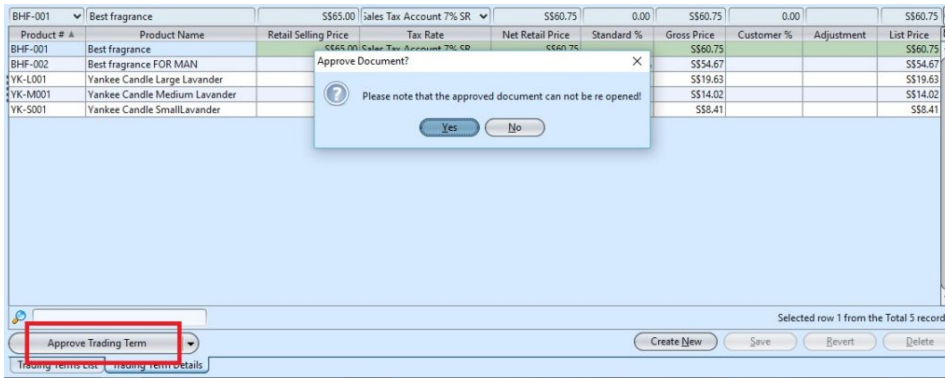 BHF-001 Best fragrance S$65.00 Sales Tax Account 7% SR S$60.75 0.00 S$60.75 0.00 S$60.75
Product # Product Name Retail Selling Price Tax Rate Net Retail Price Standard % Gross Price Customer % Adjustment List Price
BHF-001 Best fragrance S$65.00 Sales Tax Account 7% SR S$60.75 S$60.75 S$60.75
BHF-002 Best fragrance FOR MAN S$54.67 S$54.67
YK-L001 Yankee Candle Large Lavander S$19.63 S$19.63
YK-M001 Yankee Candle Medium Lavander S$14.02 S$14.02
YK-S001 Yankee Candle SmallLavander S$8.41 S$8.41
Approve Document?
Please note that the approved document can not be re opened!
Yes No
Selected row 1 from the Total 5 record
Approve Trading Term Create New Save Revert Delete
Trading Terms List Trading Term Details